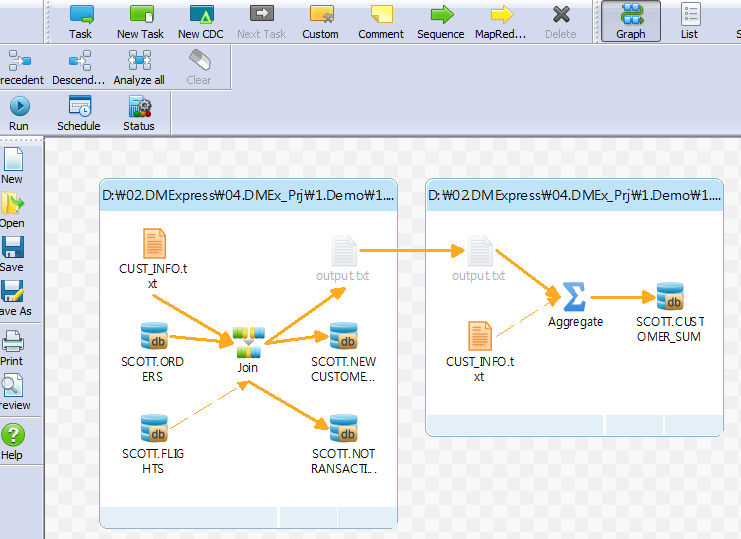 Task New Task New CDC Next Task Custom Comment Sequence MapRed... Delete Graph List
recedent Descend... Analyze all Clear
Run Schedule Status
New
Open
Save
ave As
Print
review
Help
D:₩02.DMExpress₩04.DMEx_Prj₩1.Demo₩1....
CUST_INFO.t
xt
output.txt
SCOTT.ORD
ERS
Join
SCOTT.NEW
CUSTOME...
SCOTT.FLIG
HTS
SCOTT.NOT
RANSACTI...
D:₩02.DMExpress₩04.DMEx_Prj₩1.Demo₩1....
output.txt
Aggregate
SCOTT.CUST
OMER_SUM
CUST_INFO.t
xt